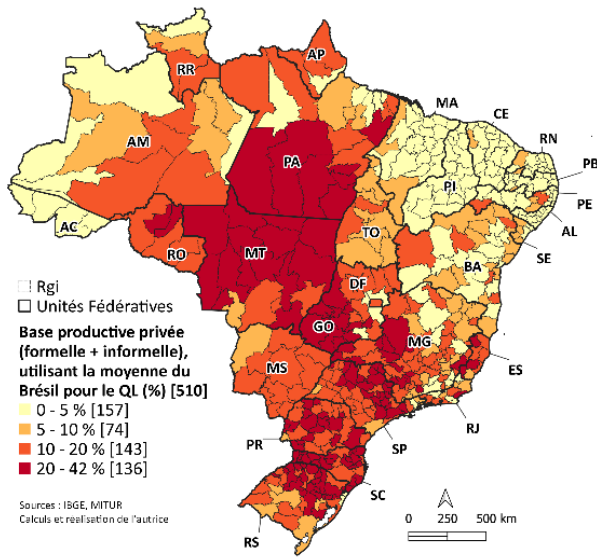 AP
RR
MA
CE
RN
AM
PA
PB
PI
PE
AC
TO
AL
RO
MT
SE
BA
DF
Rgi
Unités Fédératives
GO
MG
Base productive privée
(formelle + informelle),
utilisant la moyenne du
Brésil pour le QL (%) [510]
MS
ES
0 - 5 % [157]
5 - 10 % [74]
RJ
10 - 20 % [143]
PR
SP
20 - 42 % [136]
SC
Sources : IBGE, MITUR
Calculs et realisation de l'autrice
RS
0 250 500 km